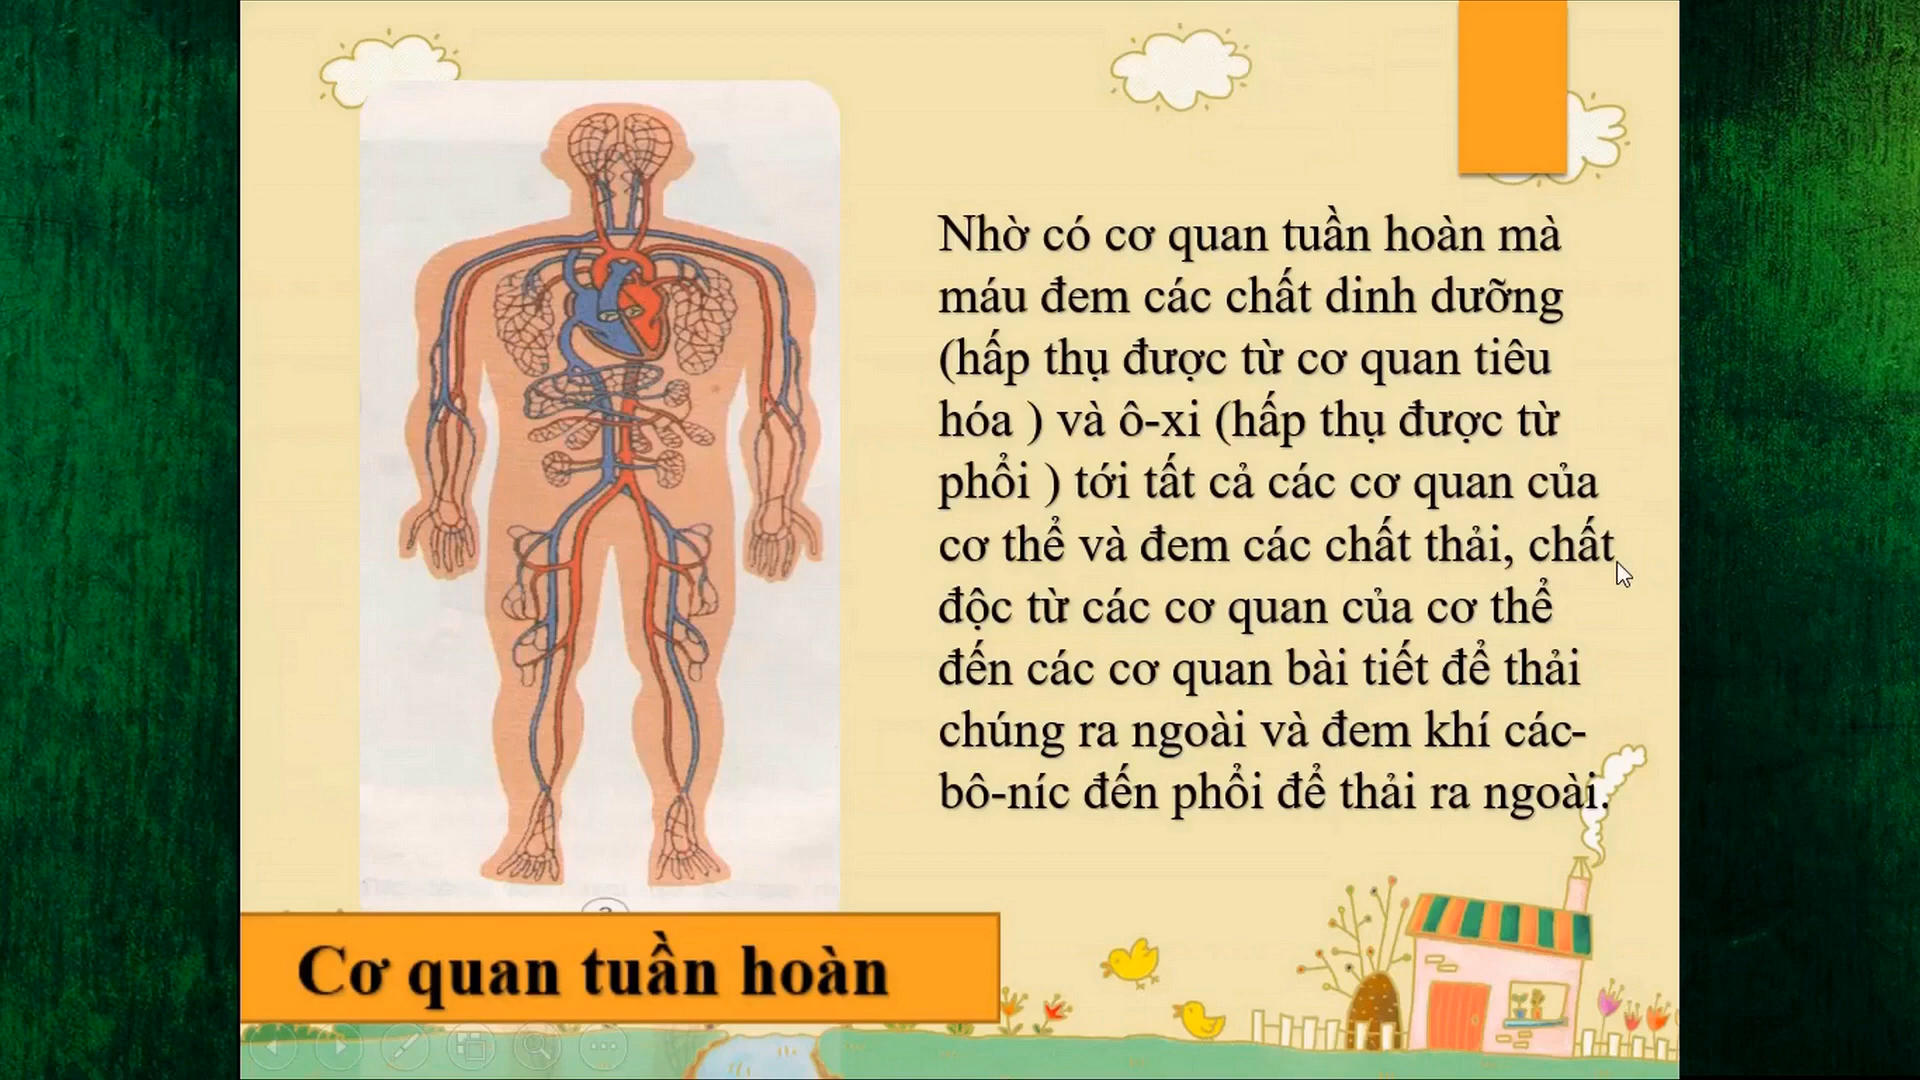 Nhờ có cơ quan tuần hoàn mà
máu đem các chất dinh dưỡng
(hấp thụ được từ cơ quan tiêu
hóa ) và ô-xi (hấp thụ được từ
phổi ) tới tất cả các cơ quan của
cơ thể và đem các chất thải, chất
độc từ các cơ quan của cơ thể
đến các cơ quan bài tiết để thải
chúng ra ngoài và đem khí các-
bô-níc đến phổi để thải ra ngoài.
Cơ quan tuần hoàn